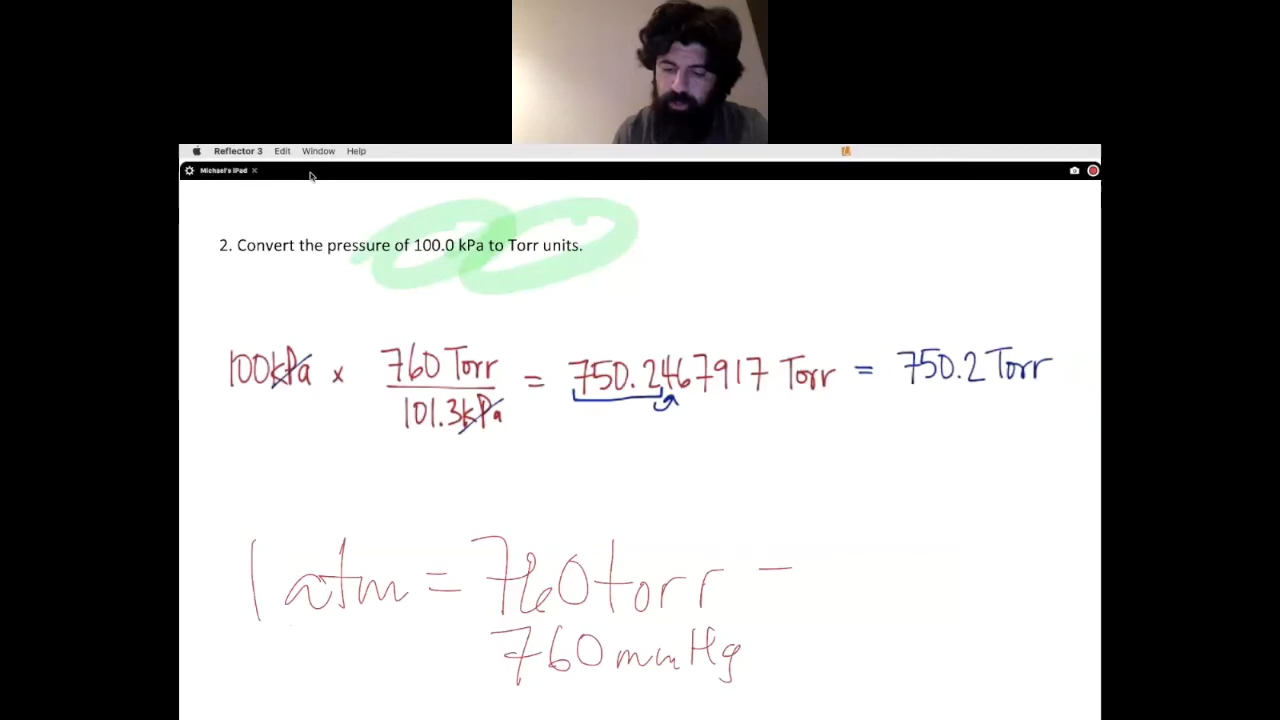 Reflector 3 Edit Window Help
Michael's iPad
2. Convert the pressure of 100.0 kPa to Torr units.
100kPa × 760 Torr / 101.3kPa = 750.2467917 Torr = 750.2 Torr
1 atm = 760 torr –
760 mmHg